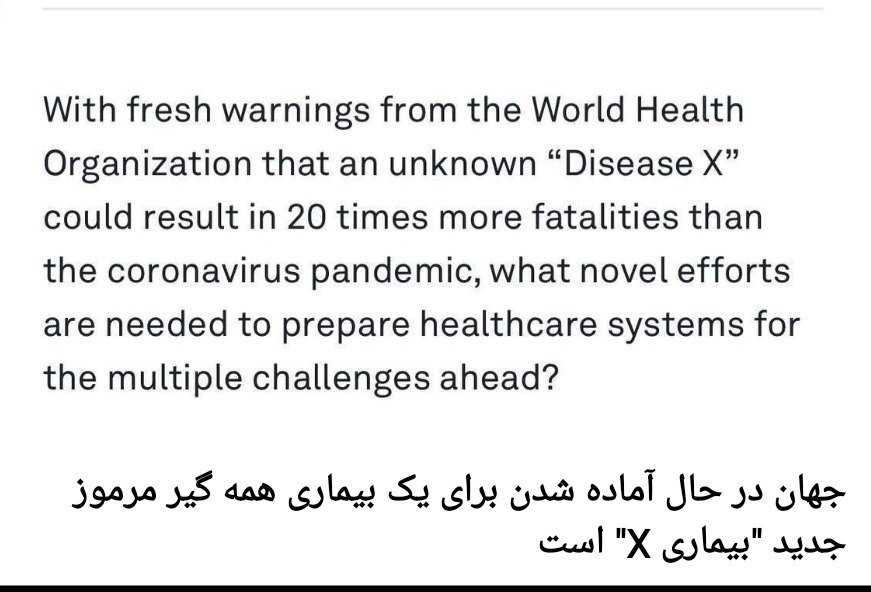 With fresh warnings from the World Health
Organization that an unknown “Disease X”
could result in 20 times more fatalities than
the coronavirus pandemic, what novel efforts
are needed to prepare healthcare systems for
the multiple challenges ahead?
جهان در حال آماده شدن برای یک بیماری همه گیر مرموز
جدید "بیماری X" است